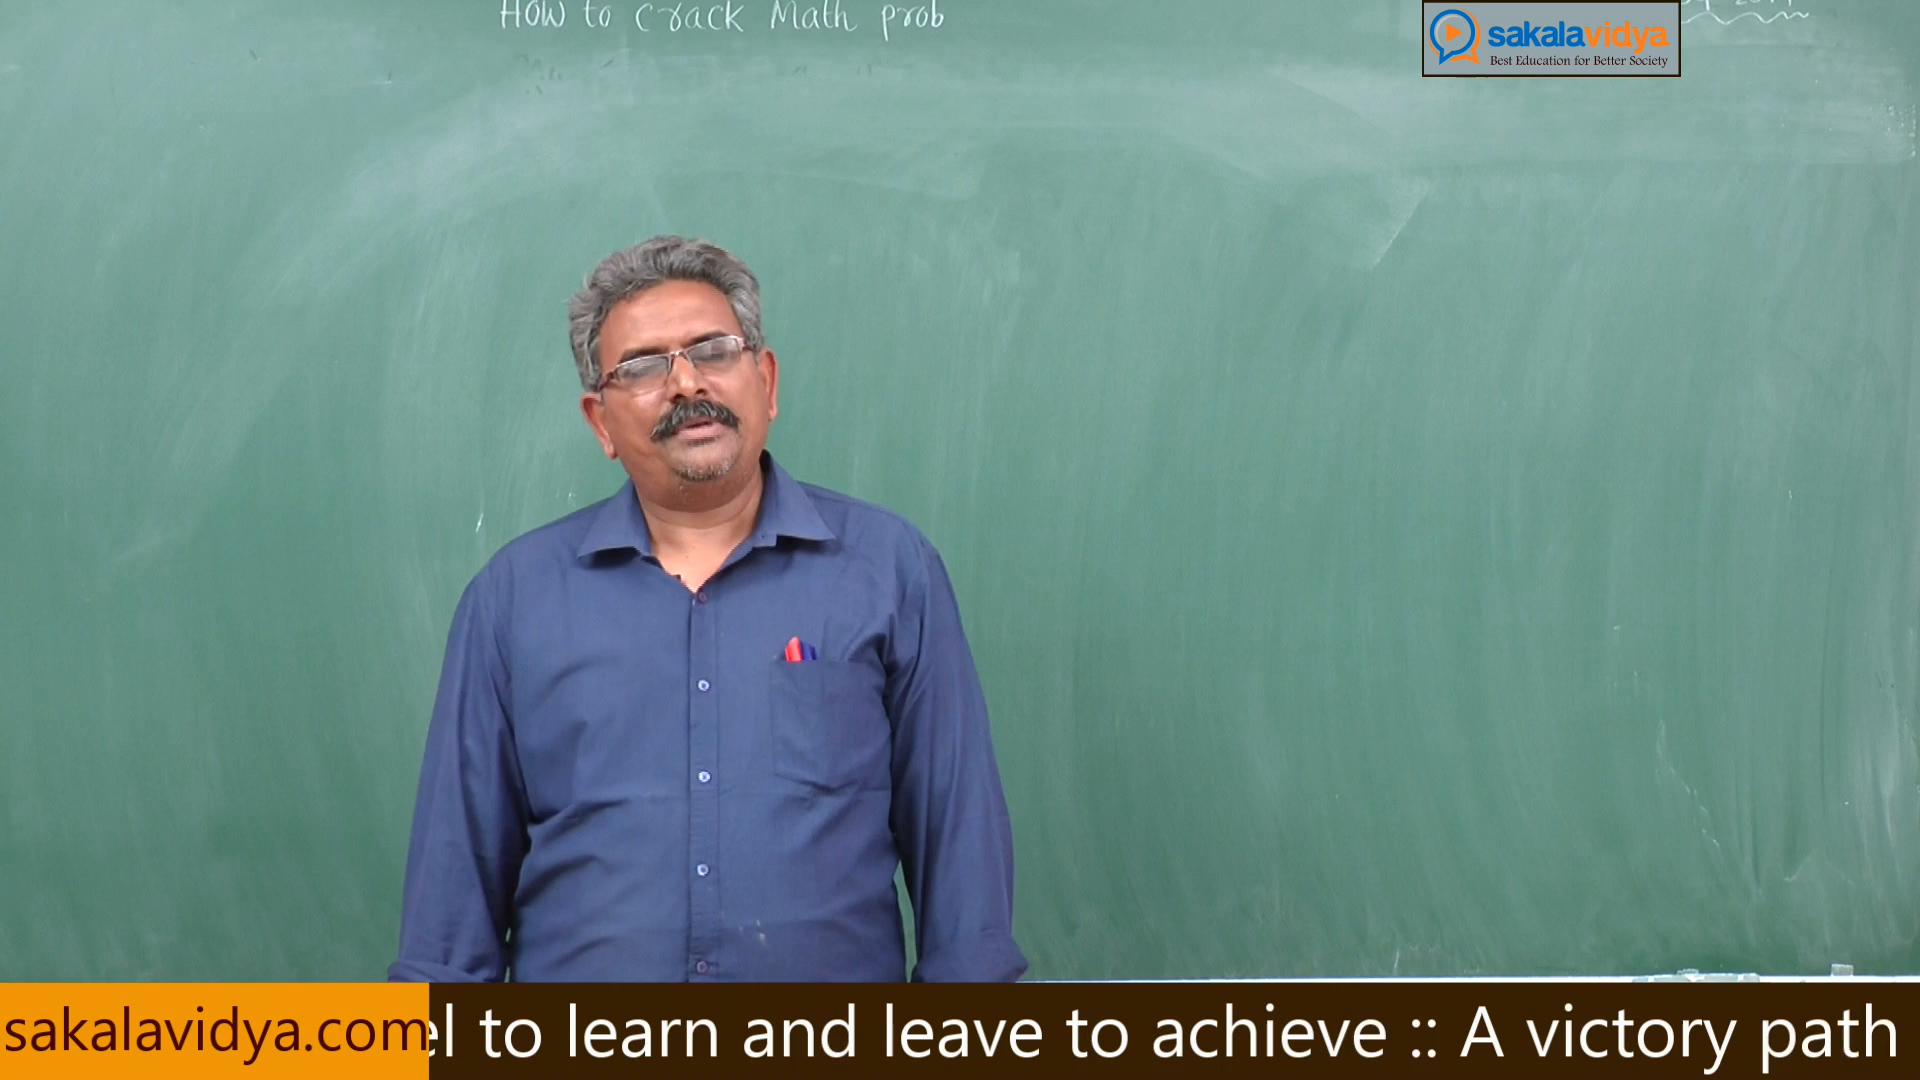 How to crack Math prob
sakalavidya
Best Education for Better Society
sakalavidya.com
el to learn and leave to achieve :: A victory path